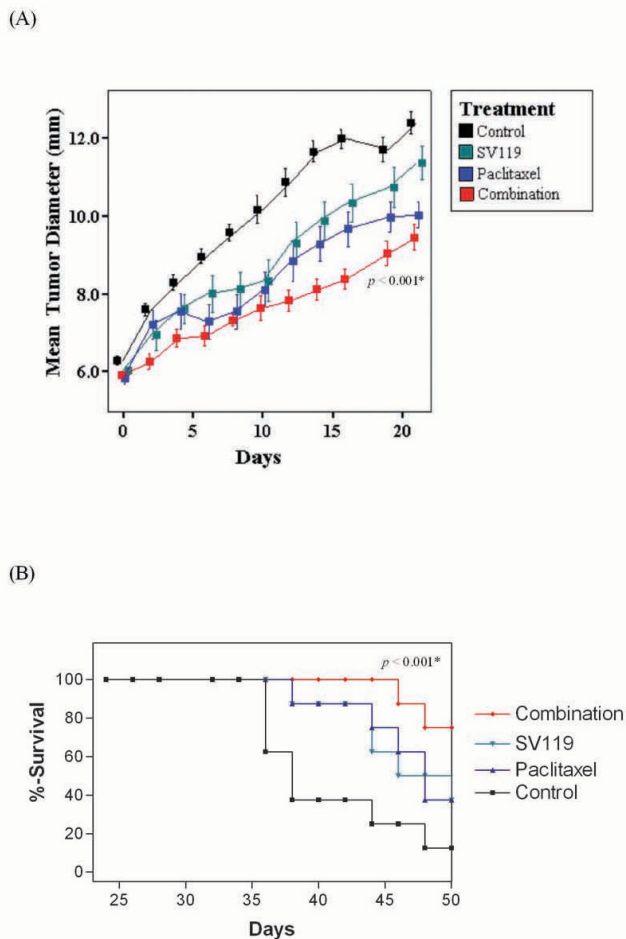 (A)
Mean Tumor Diameter (mm)
12.0
10.0
8.0
6.0
0 5 10 15 20
Days
p < 0.001*
Treatment
Control
SV119
Paclitaxel
Combination
(B)
%-Survival
100
80
60
40
20
0
25 30 35 40 45 50
Days
p < 0.001*
Combination
SV119
Paclitaxel
Control